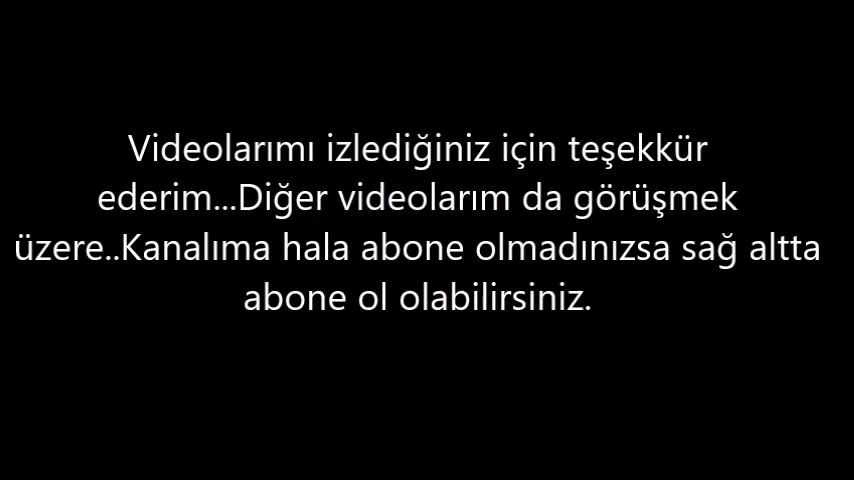 Videolarımı izlediğiniz için teşekkür
ederim...Diğer videolarım da görüşmek
üzere..Kanalıma hala abone olmadınızsa sağ altta
abone ol olabilirsiniz.